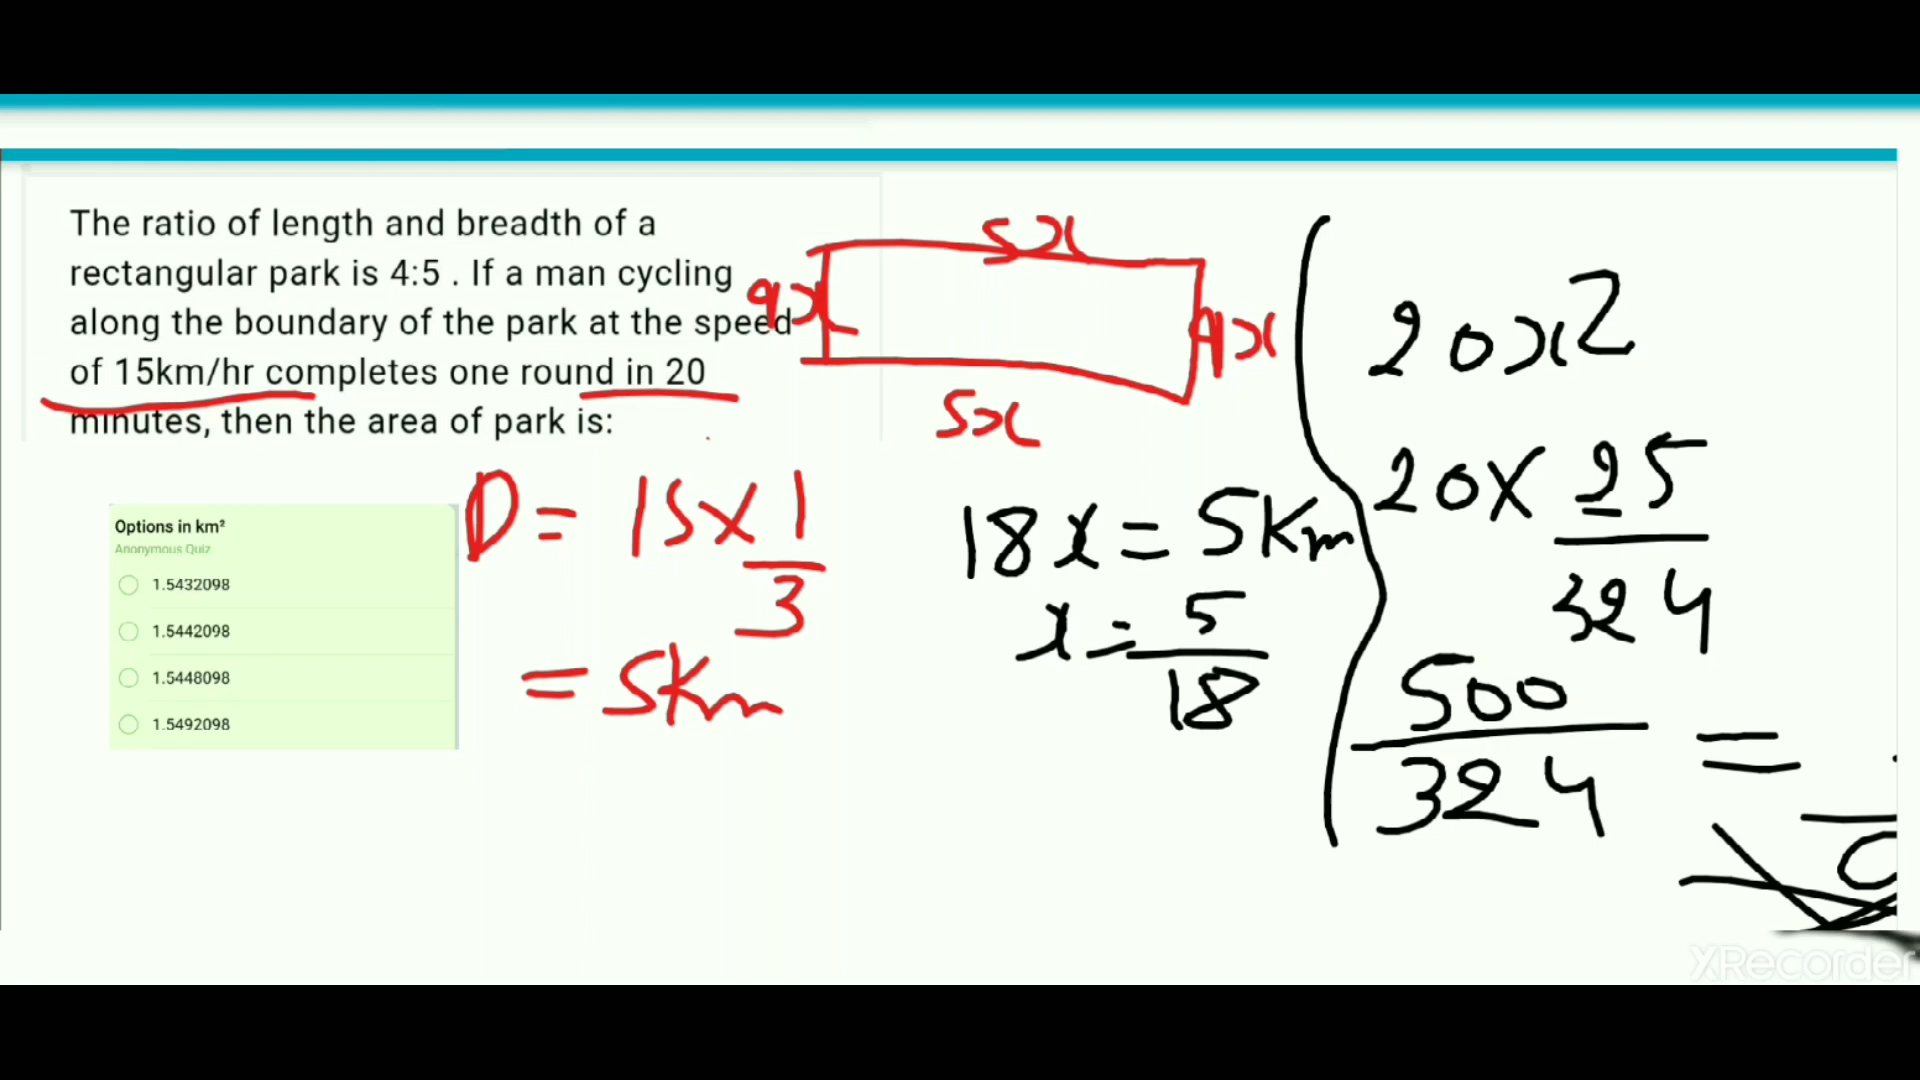 The ratio of length and breadth of a
rectangular park is 4:5 . If a man cycling
along the boundary of the park at the speed
of 15km/hr completes one round in 20
minutes, then the area of park is:
Options in km²
Anonymous Quiz
1.5432098
1.5442098
1.5448098
1.5492098
5x
4x
4x
5x
D = 15 x 1/3
= 5Km
18x = 5Km
x = 5/18
20x²
20 x 25/324
500/324 =
XRecorder